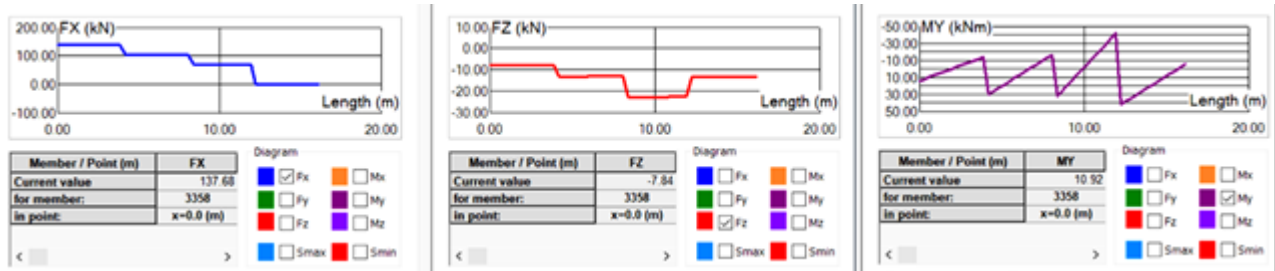 FX (kN)
200.00
100.00
0.00
-100.00
Length (m)
0.00 10.00 20.00
Member / Point (m) FX
Current value 137.68
for member: 3358
in point: x=0.0 (m)
Diagram
Fx Mx
Fy My
Fz Mz
Smax Smin
FZ (kN)
10.00
0.00
-10.00
-20.00
-30.00
Length (m)
0.00 10.00 20.00
Member / Point (m) FZ
Current value -7.84
for member: 3358
in point: x=0.0 (m)
Diagram
Fx Mx
Fy My
Fz Mz
Smax Smin
MY (kNm)
-50.00
-30.00
-10.00
10.00
30.00
50.00
Length (m)
0.00 10.00 20.00
Member / Point (m) MY
Current value 10.92
for member: 3358
in point: x=0.0 (m)
Diagram
Fx Mx
Fy My
Fz Mz
Smax Smin